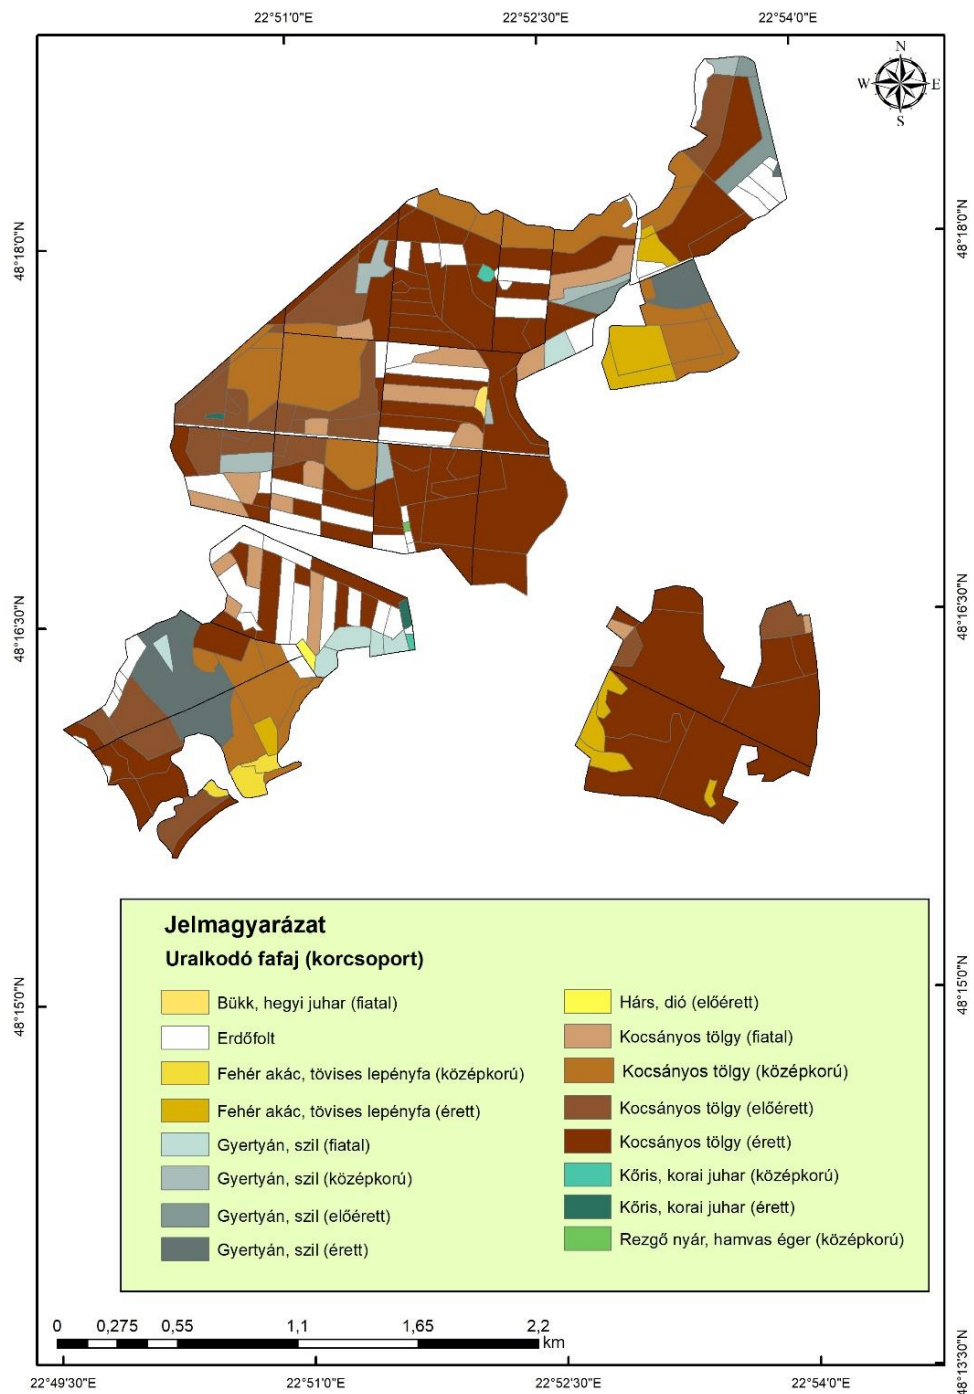 22°51'0"E
22°52'30"E
22°54'0"E
N
W
E
S
48°18'0"N
48°18'0"N
48°16'30"N
48°16'30"N
48°15'0"N
48°15'0"N
48°13'30"N
Jelmagyarázat
Uralkodó fafaj (korcsoport)
Bükk, hegyi juhar (fiatal)
Erdőfolt
Fehér akác, tövises lepényfa (középkorú)
Fehér akác, tövises lepényfa (érett)
Gyertyán, szil (fiatal)
Gyertyán, szil (középkorú)
Gyertyán, szil (előérett)
Gyertyán, szil (érett)
Hárs, dió (előérett)
Kocsányos tölgy (fiatal)
Kocsányos tölgy (középkorú)
Kocsányos tölgy (előérett)
Kocsányos tölgy (érett)
Kőris, korai juhar (középkorú)
Kőris, korai juhar (érett)
Rezgő nyár, hamvas éger (középkorú)
0 0,275 0,55 1,1 1,65 2,2
km
22°49'30"E
22°51'0"E
22°52'30"E
22°54'0"E